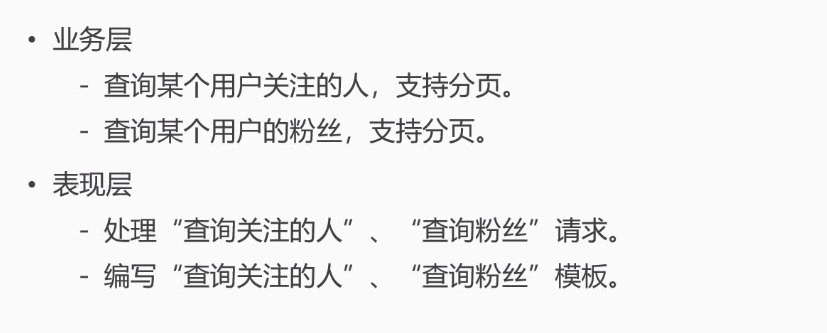 • 业务层
- 查询某个用户关注的人，支持分页。
- 查询某个用户的粉丝，支持分页。
• 表现层
- 处理“查询关注的人”、“查询粉丝”请求。
- 编写“查询关注的人”、“查询粉丝”模板。